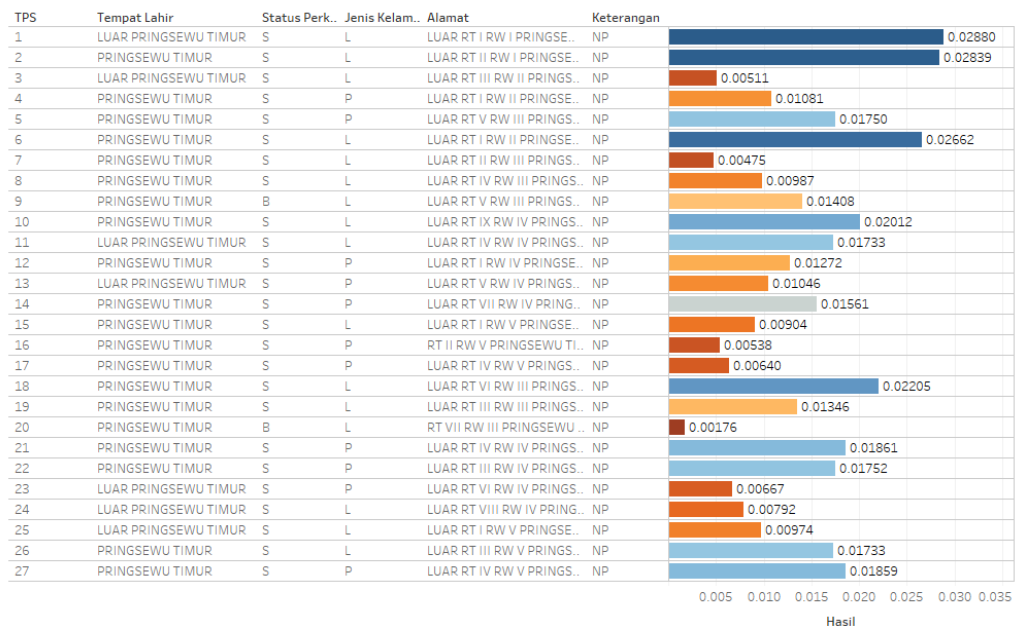 TPS Tempat Lahir Status Perk.. Jenis Kelam.. Alamat Keterangan
1 LUAR PRINGSEWU TIMUR S L LUAR RT I RW I PRINGSE.. NP 0.02880
2 PRINGSEWU TIMUR S L LUAR RT II RW I PRINGSE.. NP 0.02839
3 LUAR PRINGSEWU TIMUR S L LUAR RT III RW II PRINGS.. NP 0.00511
4 PRINGSEWU TIMUR S P LUAR RT I RW II PRINGSE.. NP 0.01081
5 PRINGSEWU TIMUR S P LUAR RT V RW III PRINGS.. NP 0.01750
6 PRINGSEWU TIMUR S L LUAR RT I RW II PRINGSE.. NP 0.02662
7 PRINGSEWU TIMUR S L LUAR RT II RW III PRINGS.. NP 0.00475
8 PRINGSEWU TIMUR S L LUAR RT IV RW III PRINGS.. NP 0.00987
9 PRINGSEWU TIMUR B L LUAR RT V RW III PRINGS.. NP 0.01408
10 PRINGSEWU TIMUR S L LUAR RT IX RW IV PRINGS.. NP 0.02012
11 LUAR PRINGSEWU TIMUR S L LUAR RT IV RW IV PRINGS.. NP 0.01733
12 PRINGSEWU TIMUR S P LUAR RT I RW IV PRINGSE.. NP 0.01272
13 LUAR PRINGSEWU TIMUR S P LUAR RT V RW IV PRINGS.. NP 0.01046
14 PRINGSEWU TIMUR S P LUAR RT VII RW IV PRING.. NP 0.01561
15 PRINGSEWU TIMUR S L LUAR RT I RW V PRINGSE.. NP 0.00904
16 PRINGSEWU TIMUR S P RT II RW V PRINGSEWU TI.. NP 0.00538
17 PRINGSEWU TIMUR S P LUAR RT IV RW V PRINGS.. NP 0.00640
18 PRINGSEWU TIMUR S L LUAR RT VI RW III PRINGS.. NP 0.02205
19 PRINGSEWU TIMUR S L LUAR RT III RW III PRINGS.. NP 0.01346
20 PRINGSEWU TIMUR B L RT VII RW III PRINGSEWU .. NP 0.00176
21 PRINGSEWU TIMUR S P LUAR RT IV RW IV PRINGS.. NP 0.01861
22 PRINGSEWU TIMUR S P LUAR RT III RW IV PRINGS.. NP 0.01752
23 LUAR PRINGSEWU TIMUR S P LUAR RT VI RW IV PRINGS.. NP 0.00667
24 LUAR PRINGSEWU TIMUR S L LUAR RT VIII RW IV PRING.. NP 0.00792
25 LUAR PRINGSEWU TIMUR S L LUAR RT I RW V PRINGSE.. NP 0.00974
26 PRINGSEWU TIMUR S L LUAR RT III RW V PRINGS.. NP 0.01733
27 PRINGSEWU TIMUR S P LUAR RT IV RW V PRINGS.. NP 0.01859
0.005 0.010 0.015 0.020 0.025 0.030 0.035
Hasil